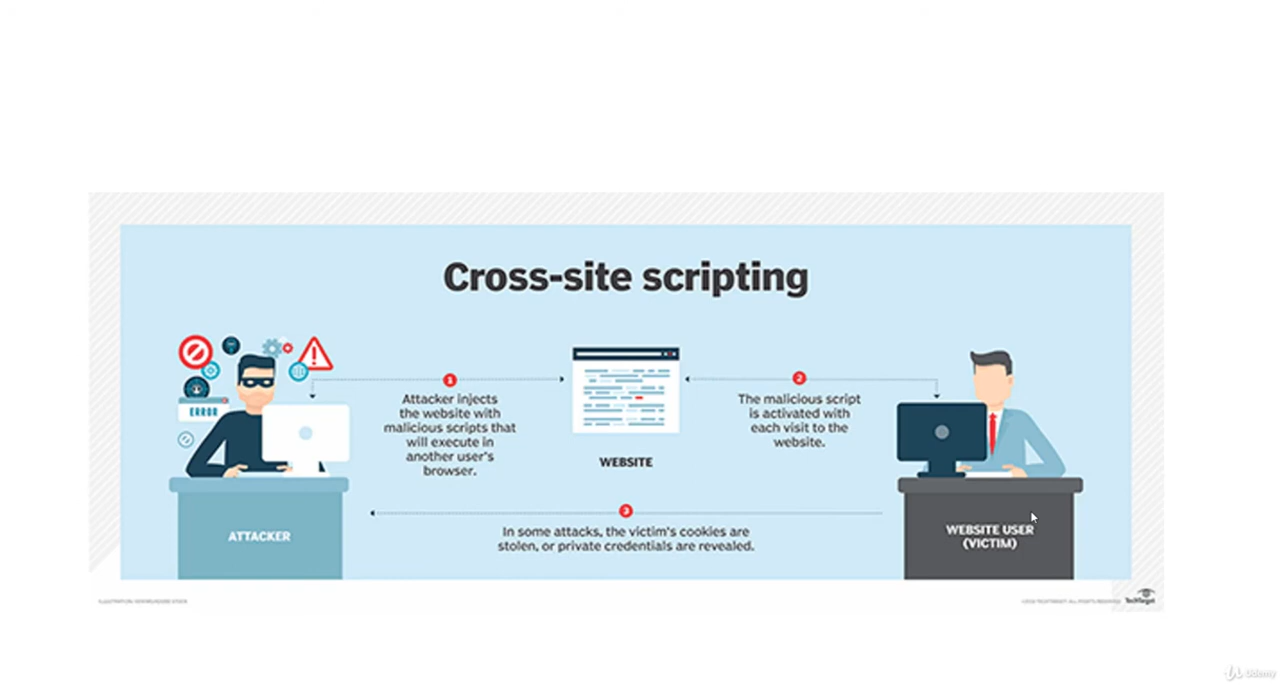 Cross-site scripting
ERROR
1
Attacker injects
the website with
malicious scripts that
will execute in
another user's
browser.
WEBSITE
2
The malicious script
is activated with
each visit to the
website.
3
In some attacks, the victim's cookies are
stolen, or private credentials are revealed.
ATTACKER
WEBSITE USER
(VICTIM)
TechTarget
Udemy